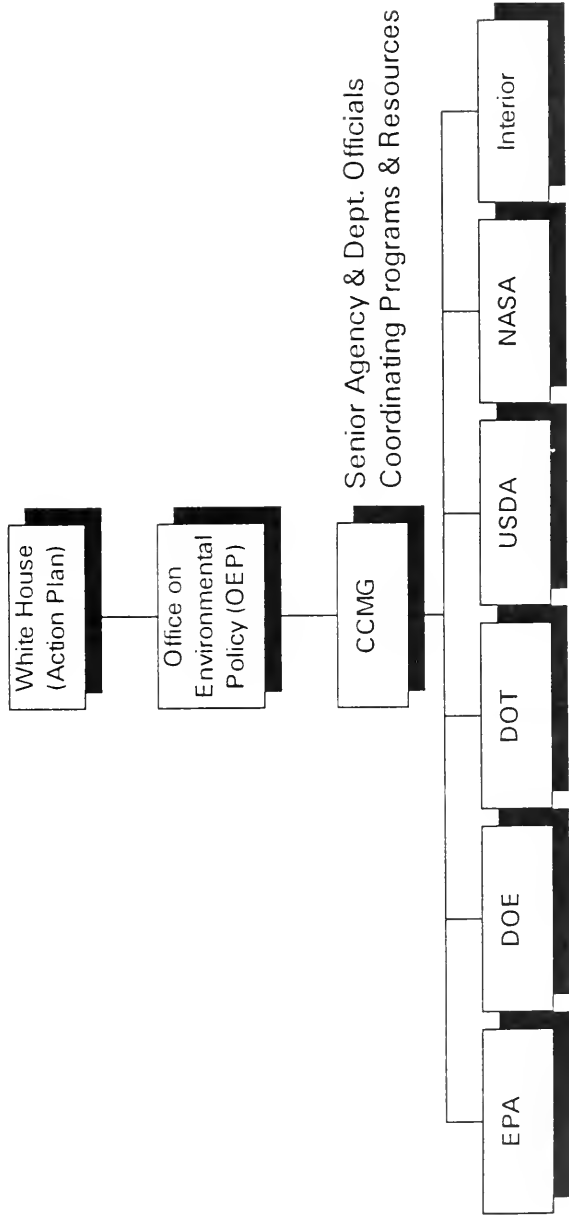 White House
(Action Plan)
Office on
Environmental
Policy (OEP)
CCMG
Senior Agency & Dept. Officials
Coordinating Programs & Resources
EPA
DOE
DOT
USDA
NASA
Interior